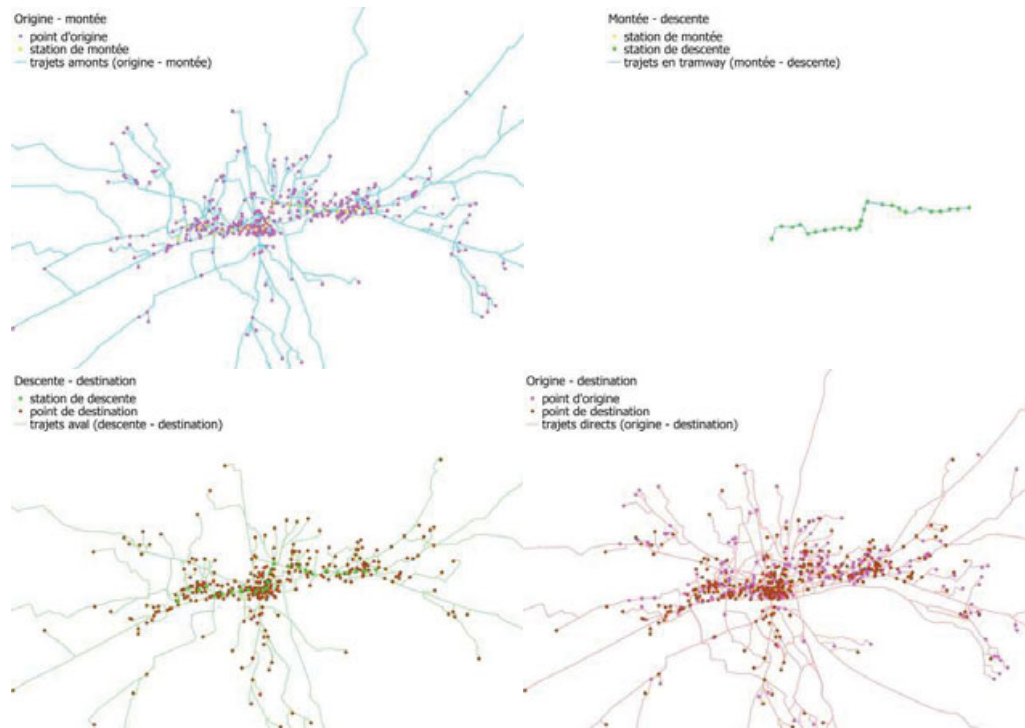 Origine - montée
point d'origine
station de montée
trajets amonts (origine - montée)
Montée - descente
station de montée
station de descente
trajets en tramway (montée - descente)
Descente - destination
station de descente
point de destination
trajets aval (descente - destination)
Origine - destination
point d'origine
point de destination
trajets directs (origine - destination)